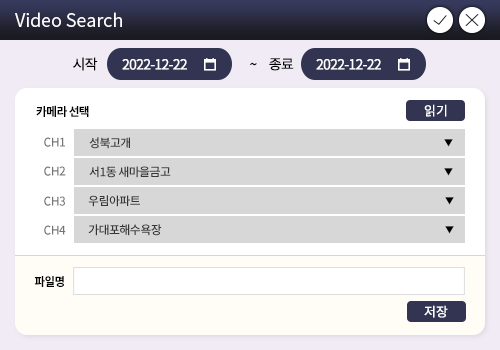 Video Search
시작 2022-12-22 ~ 종료 2022-12-22
카메라 선택 읽기
CH1 성북고개
CH2 서1동 새마을금고
CH3 우림아파트
CH4 가대포해수욕장
파일명
저장